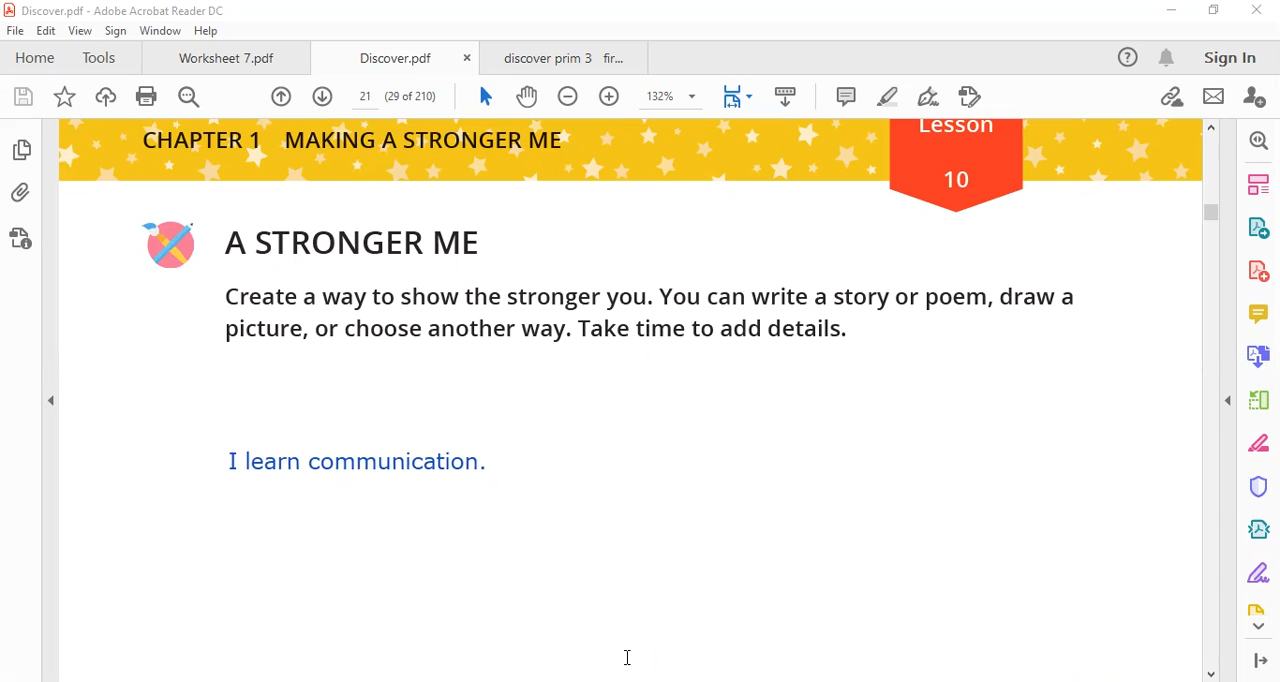 Discover.pdf - Adobe Acrobat Reader DC
File Edit View Sign Window Help
Home Tools Worksheet 7.pdf Discover.pdf × discover prim 3 fir... Sign In
21 (29 of 210) 132%
CHAPTER 1 MAKING A STRONGER ME
Lesson
10
A STRONGER ME
Create a way to show the stronger you. You can write a story or poem, draw a
picture, or choose another way. Take time to add details.
I learn communication.